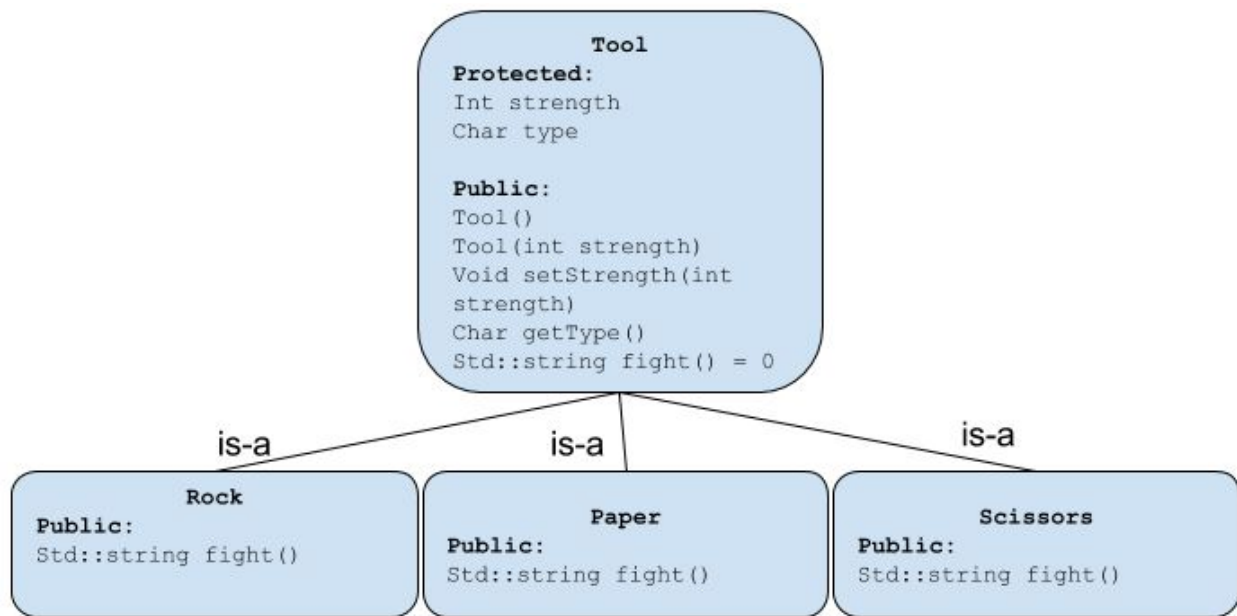 Tool
Protected:
Int strength
Char type
Public:
Tool()
Tool(int strength)
Void setStrength(int
strength)
Char getType()
Std::string fight() = 0
is-a
is-a
is-a
Rock
Public:
Std::string fight()
Paper
Public:
Std::string fight()
Scissors
Public:
Std::string fight()